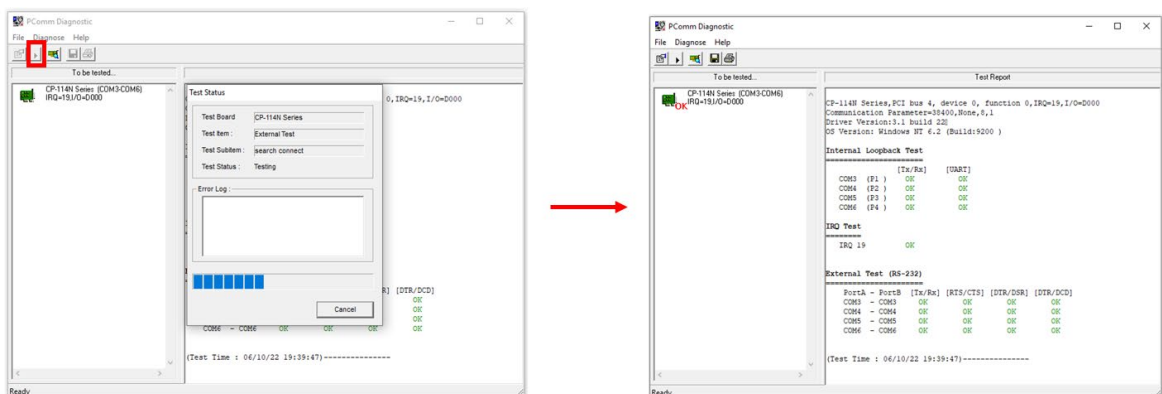 PComm Diagnostic
File Diagnose Help
To be tested...
CP-114N Series (COM3-COM6)
IRQ=19,I/O=D000
0,IRQ=19,I/O=D000
Test Status
Test Board CP-114N Series
Test Item : External Test
Test Subitem : search connect
Test Status : Testing
Error Log :
Cancel
R] [DTR/DCD]
OK
OK
OK
COM6 - COM6 OK OK OK OK
(Test Time : 06/10/22 19:39:47)---------------
Ready
PComm Diagnostic
File Diagnose Help
To be tested...
Test Report
CP-114N Series (COM3-COM6)
IRQ=19,I/O=D000
OK
CP-114N Series,PCI bus 4, device 0, function 0,IRQ=19,I/O=D000
Communication Parameter=38400,None,8,1
Driver Version:3.1 build 22
OS Version: Windows NT 6.2 (Build:9200 )
Internal Loopback Test
======================
[Tx/Rx] [UART]
COM3 (P1 ) OK OK
COM4 (P2 ) OK OK
COM5 (P3 ) OK OK
COM6 (P4 ) OK OK
IRQ Test
========
IRQ 19 OK
External Test (RS-232)
======================
PortA - PortB [Tx/Rx] [RTS/CTS] [DTR/DSR] [DTR/DCD]
COM3 - COM3 OK OK OK OK
COM4 - COM4 OK OK OK OK
COM5 - COM5 OK OK OK OK
COM6 - COM6 OK OK OK OK
(Test Time : 06/10/22 19:39:47)---------------
Ready